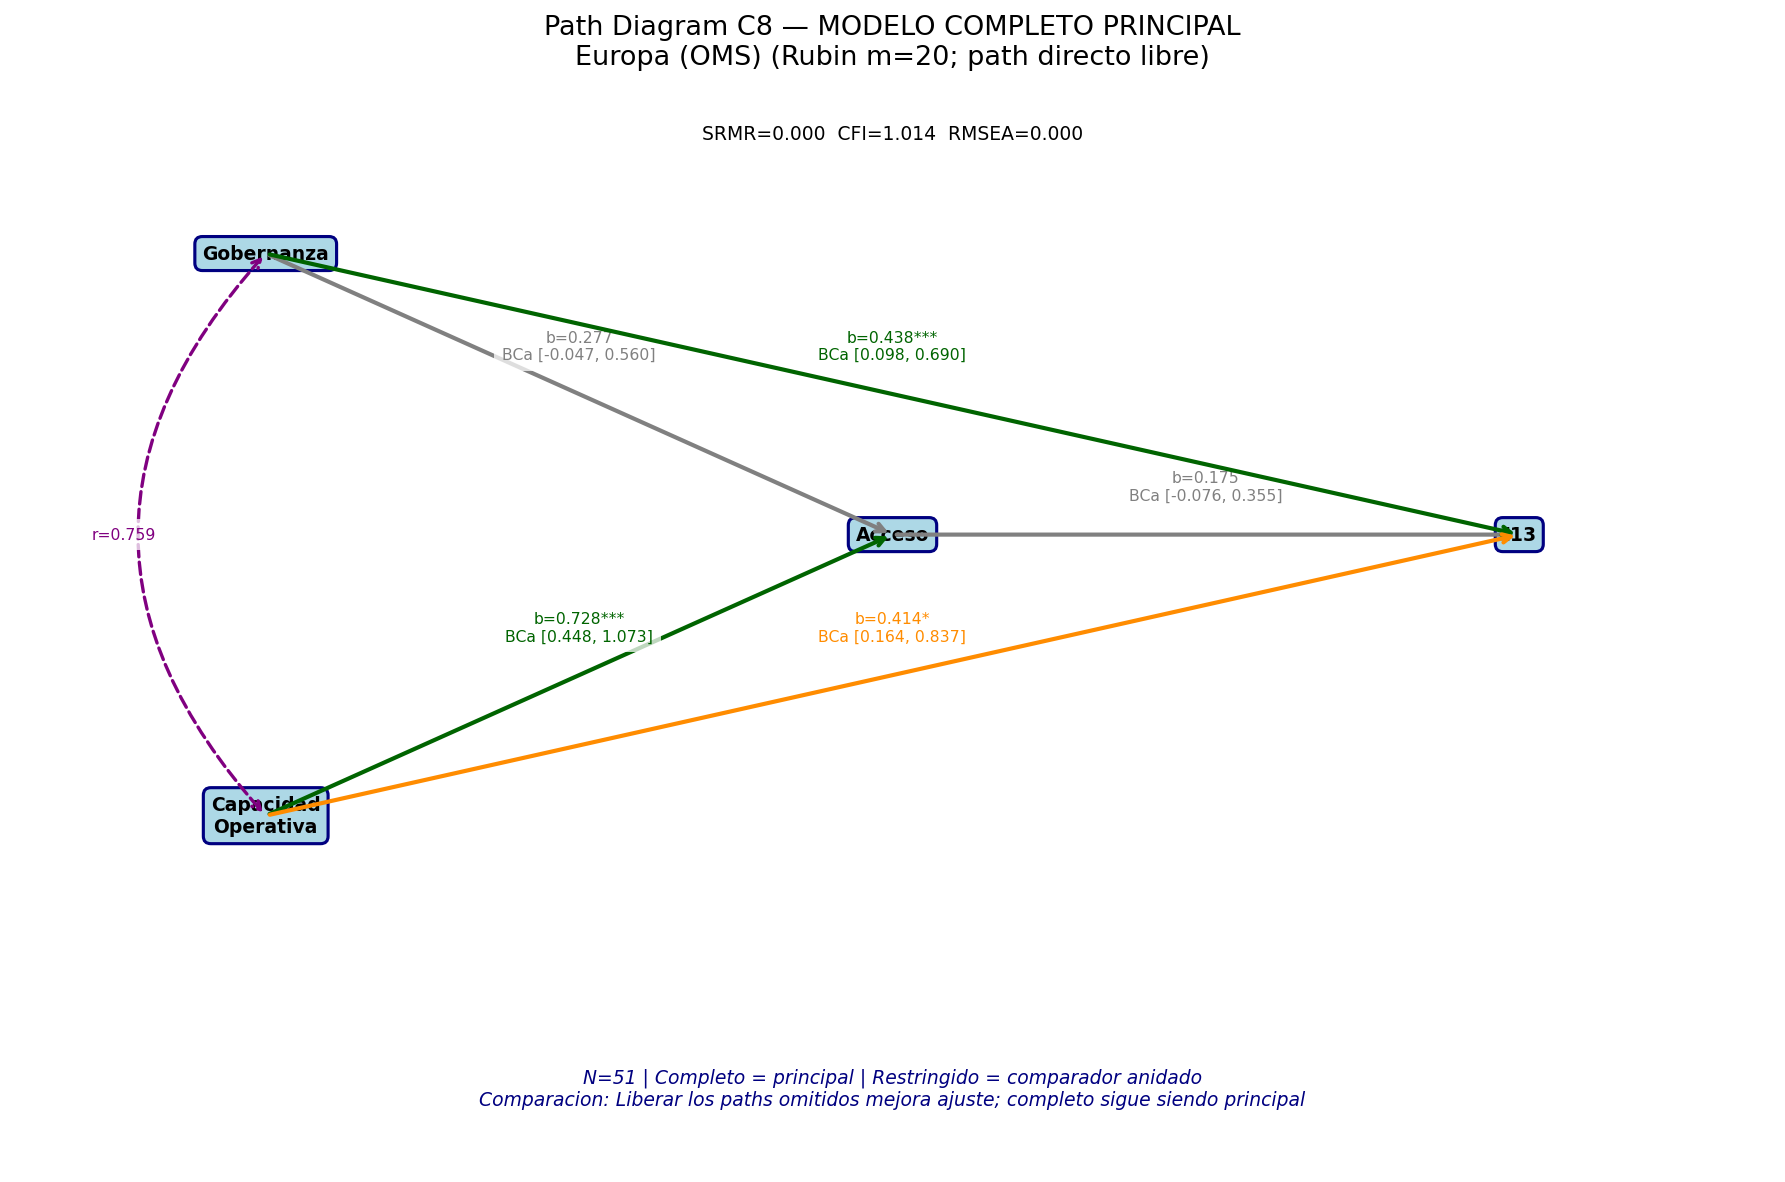 Path Diagram C8 — MODELO COMPLETO PRINCIPAL
Europa (OMS) (Rubin m=20; path directo libre)
SRMR=0.000  CFI=1.014  RMSEA=0.000
Gobernanza
b=0.277
BCa [-0.047, 0.560]
b=0.438***
BCa [0.098, 0.690]
b=0.175
BCa [-0.076, 0.355]
r=0.759
Acceso
13
b=0.728***
BCa [0.448, 1.073]
b=0.414*
BCa [0.164, 0.837]
Capacidad
Operativa
N=51 | Completo = principal | Restringido = comparador anidado
Comparacion: Liberar los paths omitidos mejora ajuste; completo sigue siendo principal